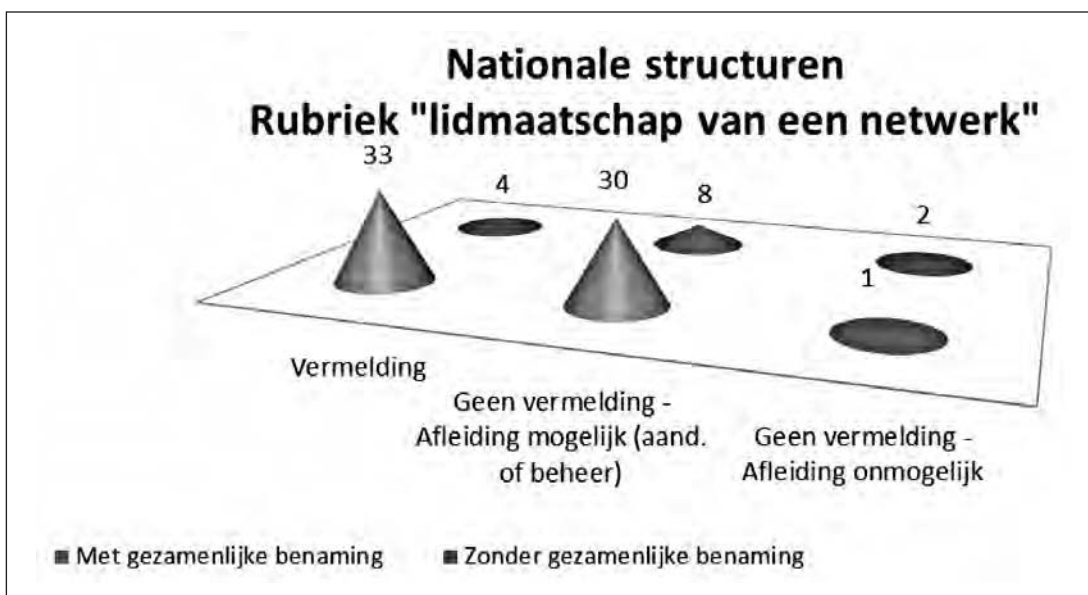 Nationale structuren
Rubriek "lidmaatschap van een netwerk"
33
4
30
8
2
1
Vermelding
Geen vermelding -
Afleiding mogelijk (aand.
of beheer)
Geen vermelding -
Afleiding onmogelijk
Met gezamenlijke benaming
Zonder gezamenlijke benaming